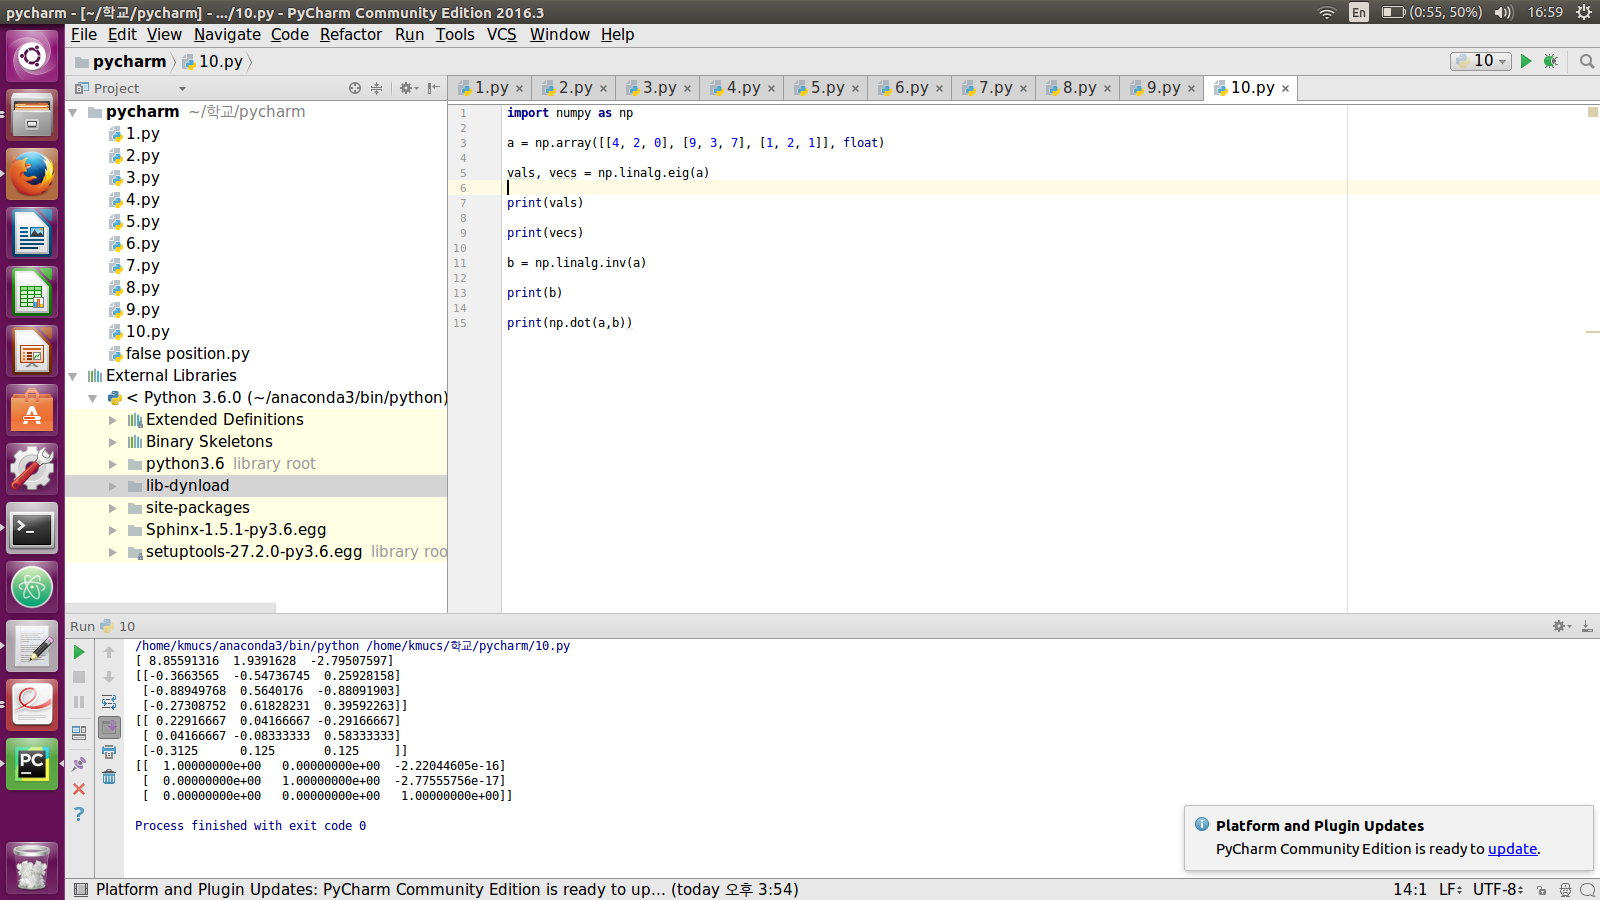 pycharm - [~/학교/pycharm] - .../10.py - PyCharm Community Edition 2016.3
En (0:55, 50%) 16:59
File Edit View Navigate Code Refactor Run Tools VCS Window Help
pycharm 10.py 10
Project
1.py 2.py 3.py 4.py 5.py 6.py 7.py 8.py 9.py 10.py
pycharm ~/학교/pycharm
1.py
2.py
3.py
4.py
5.py
6.py
7.py
8.py
9.py
10.py
false position.py
External Libraries
< Python 3.6.0 (~/anaconda3/bin/python)
Extended Definitions
Binary Skeletons
python3.6 library root
lib-dynload
site-packages
Sphinx-1.5.1-py3.6.egg
setuptools-27.2.0-py3.6.egg library roo
1 import numpy as np
2
3 a = np.array([[4, 2, 0], [9, 3, 7], [1, 2, 1]], float)
4
5 vals, vecs = np.linalg.eig(a)
6
7 print(vals)
8
9 print(vecs)
10
11 b = np.linalg.inv(a)
12
13 print(b)
14
15 print(np.dot(a,b))
Run 10
/home/kmucs/anaconda3/bin/python /home/kmucs/학교/pycharm/10.py
[ 8.85591316 1.9391628 -2.79507597]
[[-0.3663565 -0.54736745 0.25928158]
[-0.88949768 0.5640176 -0.88091903]
[-0.27308752 0.61828231 0.39592263]]
[[ 0.22916667 0.04166667 -0.29166667]
[ 0.04166667 -0.08333333 0.58333333]
[-0.3125 0.125 0.125 ]]
[[ 1.00000000e+00 0.00000000e+00 -2.22044605e-16]
[ 0.00000000e+00 1.00000000e+00 -2.77555756e-17]
[ 0.00000000e+00 0.00000000e+00 1.00000000e+00]]
Process finished with exit code 0
Platform and Plugin Updates
PyCharm Community Edition is ready to update.
Platform and Plugin Updates: PyCharm Community Edition is ready to up... (today 오후 3:54)
14:1 LF UTF-8
PC